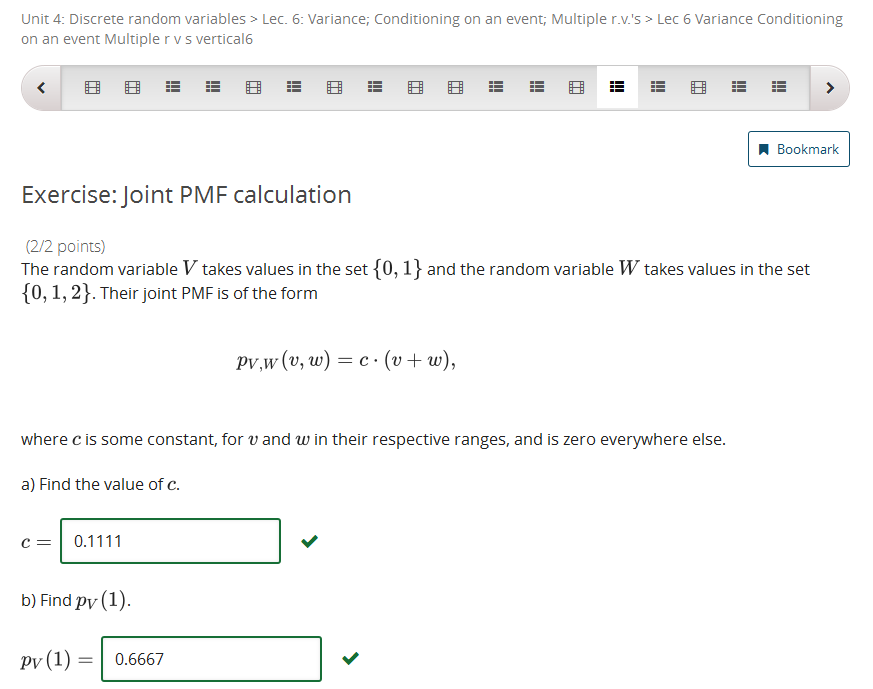 Unit 4: Discrete random variables > Lec. 6: Variance; Conditioning on an event; Multiple r.v.'s > Lec 6 Variance Conditioning
on an event Multiple r v s vertical6
Bookmark
Exercise: Joint PMF calculation
(2/2 points)
The random variable V takes values in the set {0, 1} and the random variable W takes values in the set
{0, 1, 2}. Their joint PMF is of the form
p_{V,W}(v, w) = c · (v + w),
where c is some constant, for v and w in their respective ranges, and is zero everywhere else.
a) Find the value of c.
c = 0.1111
b) Find p_V(1).
p_V(1) = 0.6667